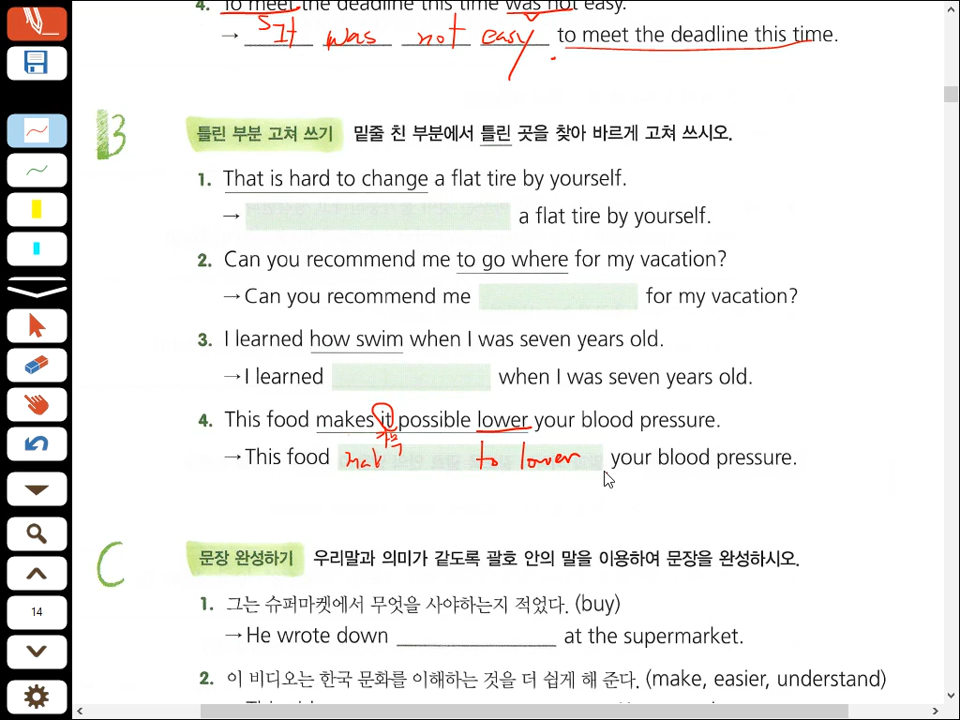 4. To meet the deadline this time was not easy.
S
→ It was not easy to meet the deadline this time.
B
틀린 부분 고쳐 쓰기 밑줄 친 부분에서 틀린 곳을 찾아 바르게 고쳐 쓰시오.
1. That is hard to change a flat tire by yourself.
→ a flat tire by yourself.
2. Can you recommend me to go where for my vacation?
→ Can you recommend me for my vacation?
3. I learned how swim when I was seven years old.
→ I learned when I was seven years old.
4. This food makes it possible lower your blood pressure.
→ This food to lower your blood pressure.
C
문장 완성하기 우리말과 의미가 같도록 괄호 안의 말을 이용하여 문장을 완성하시오.
1. 그는 슈퍼마켓에서 무엇을 사야하는지 적었다. (buy)
→ He wrote down ____ at the supermarket.
14
2. 이 비디오는 한국 문화를 이해하는 것을 더 쉽게 해 준다. (make, easier, understand)